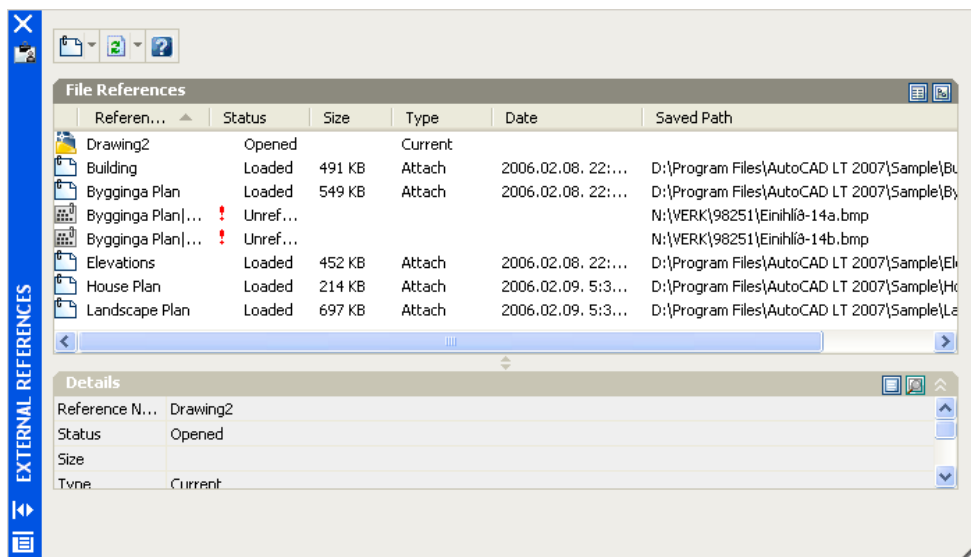 File References
Referen... Status Size Type Date Saved Path
Drawing2 Opened Current
Building Loaded 491 KB Attach 2006.02.08. 22:... D:\Program Files\AutoCAD LT 2007\Sample\Bu
Bygginga Plan Loaded 549 KB Attach 2006.02.08. 22:... D:\Program Files\AutoCAD LT 2007\Sample\By
Bygginga Plan|... ! Unref... N:\VERK\98251\Einihlíð-14a.bmp
Bygginga Plan|... ! Unref... N:\VERK\98251\Einihlíð-14b.bmp
Elevations Loaded 452 KB Attach 2006.02.08. 22:... D:\Program Files\AutoCAD LT 2007\Sample\Ele
House Plan Loaded 214 KB Attach 2006.02.09. 5:3... D:\Program Files\AutoCAD LT 2007\Sample\Ho
Landscape Plan Loaded 697 KB Attach 2006.02.09. 5:3... D:\Program Files\AutoCAD LT 2007\Sample\La
EXTERNAL REFERENCES
Details
Reference N... Drawing2
Status Opened
Size
Type Current